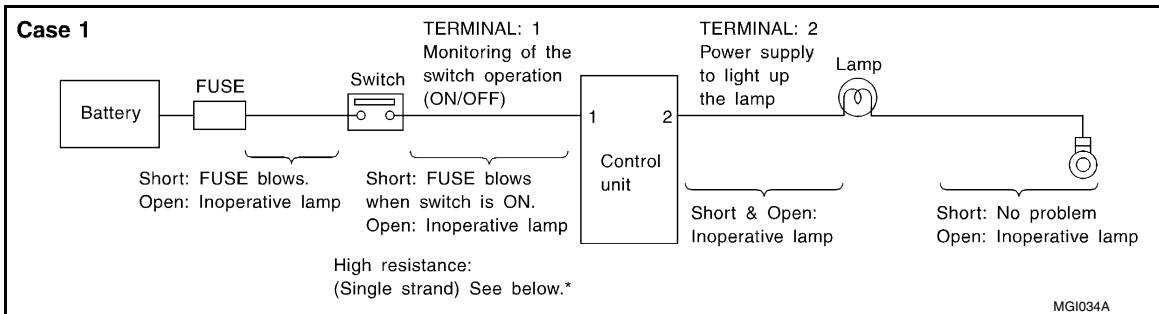 Case 1
TERMINAL: 1
Monitoring of the
switch operation
(ON/OFF)
TERMINAL: 2
Power supply
to light up
the lamp
Battery
FUSE
Switch
1
2
Control
unit
Lamp
Short: FUSE blows.
Open: Inoperative lamp
Short: FUSE blows
when switch is ON.
Open: Inoperative lamp
High resistance:
(Single strand) See below.*
Short & Open:
Inoperative lamp
Short: No problem
Open: Inoperative lamp
MGI034A